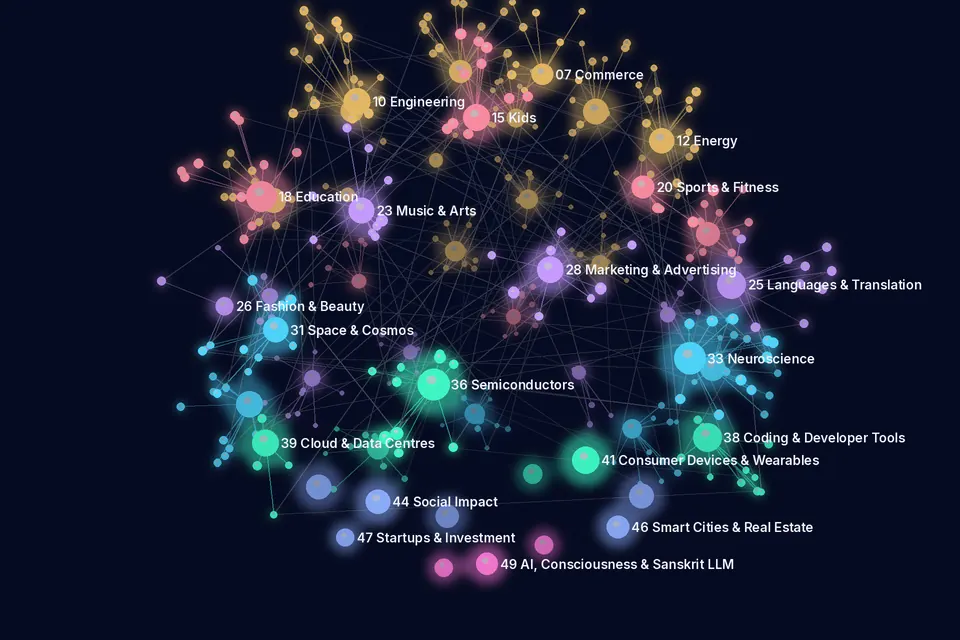 07 Commerce
10 Engineering
15 Kids
12 Energy
20 Sports & Fitness
18 Education
23 Music & Arts
28 Marketing & Advertising
25 Languages & Translation
26 Fashion & Beauty
31 Space & Cosmos
33 Neuroscience
36 Semiconductors
38 Coding & Developer Tools
39 Cloud & Data Centres
41 Consumer Devices & Wearables
44 Social Impact
46 Smart Cities & Real Estate
47 Startups & Investment
49 AI, Consciousness & Sanskrit LLM